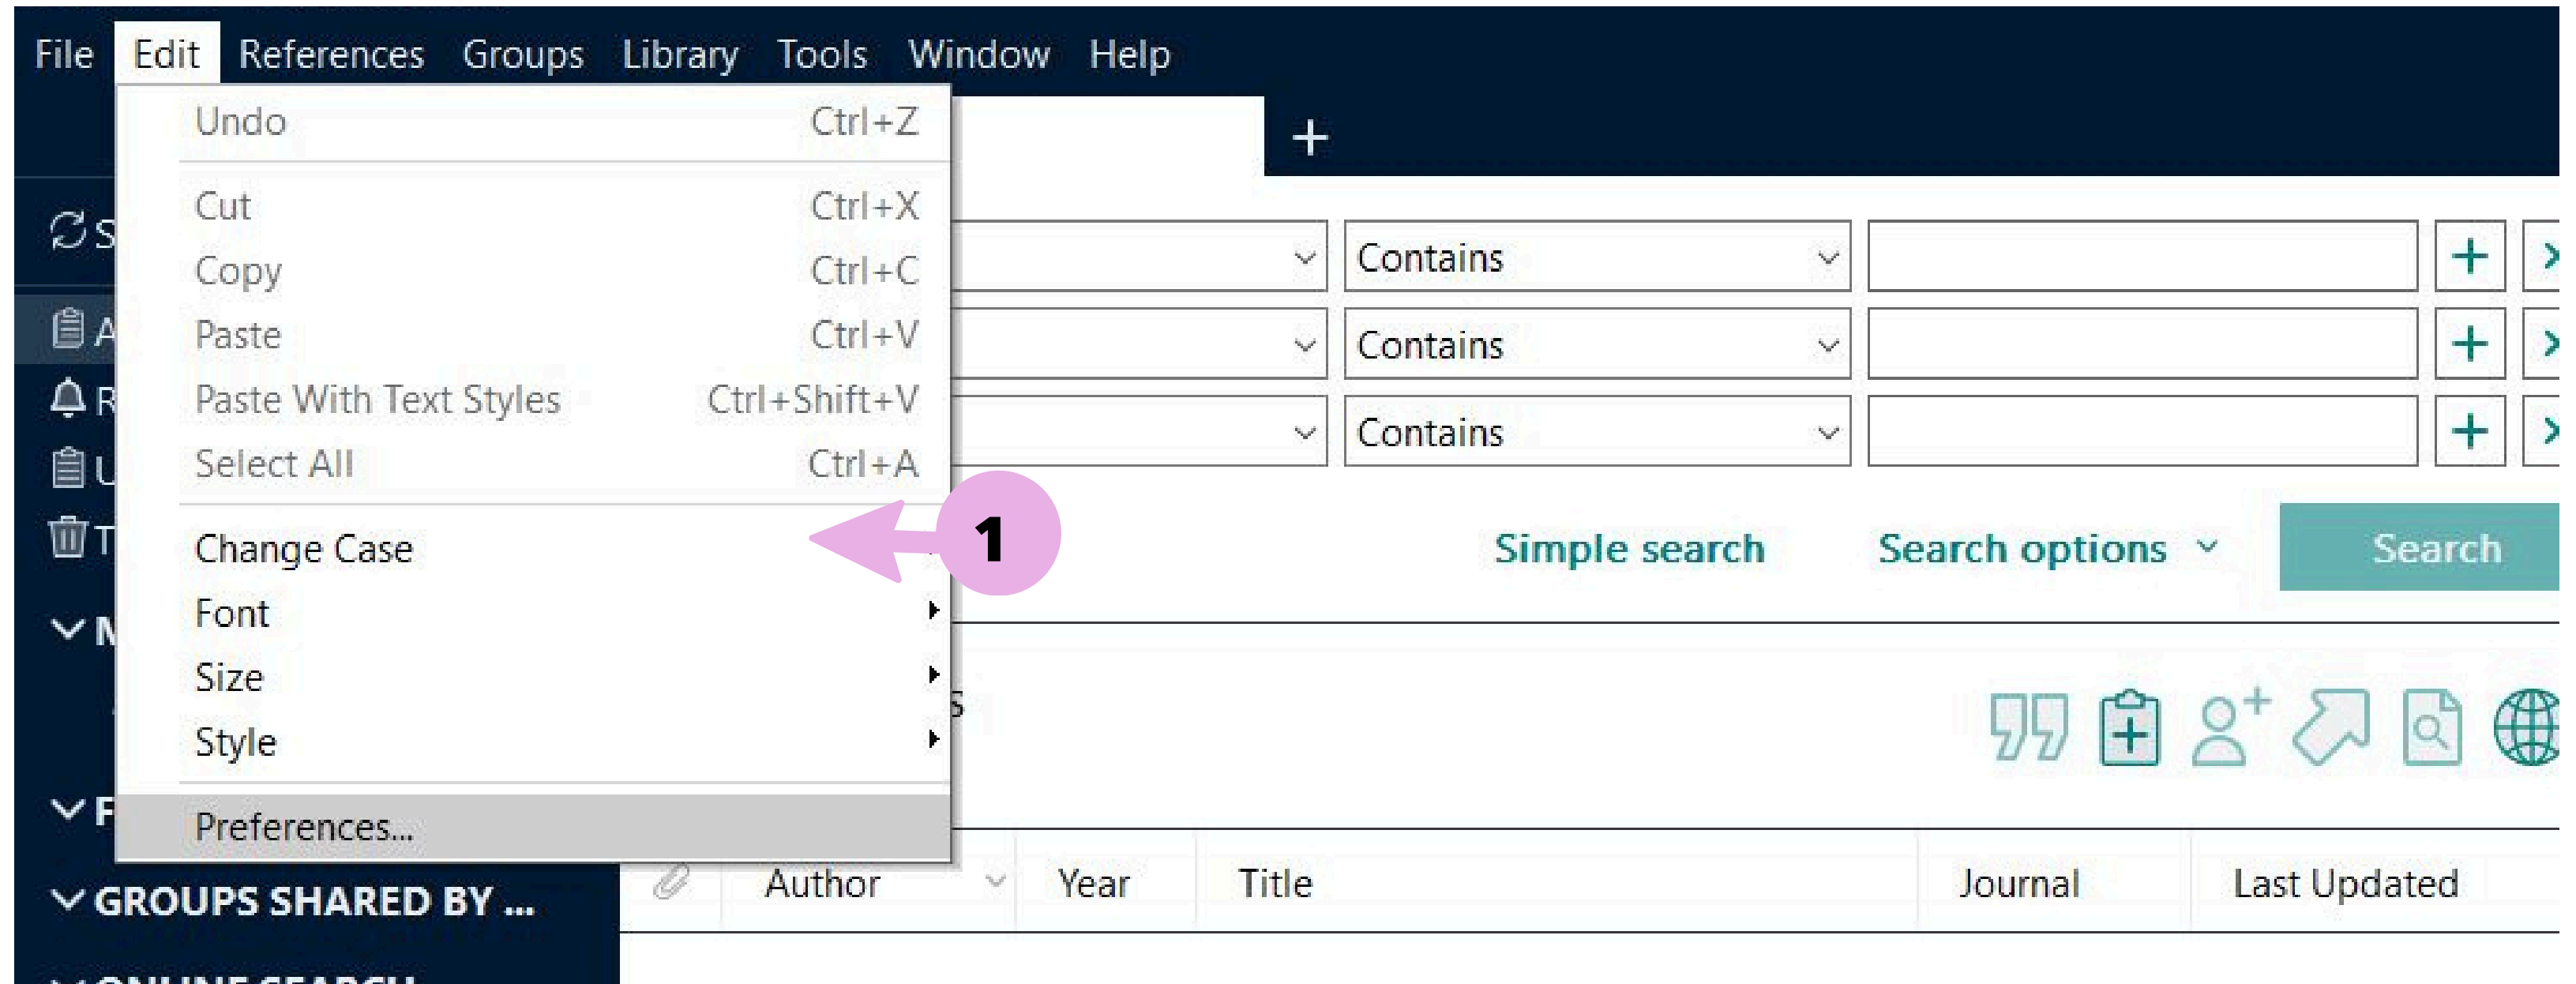 File Edit References Groups Library Tools Window Help
Undo Ctrl+Z
Cut Ctrl+X
Copy Ctrl+C
Paste Ctrl+V
Paste With Text Styles Ctrl+Shift+V
Select All Ctrl+A
Change Case
Font
Size
Style
Preferences...
1
Contains
Contains
Contains
Simple search Search options Search
Author Year Title Journal Last Updated
GROUPS SHARED BY ...
ONLINE SEARCH